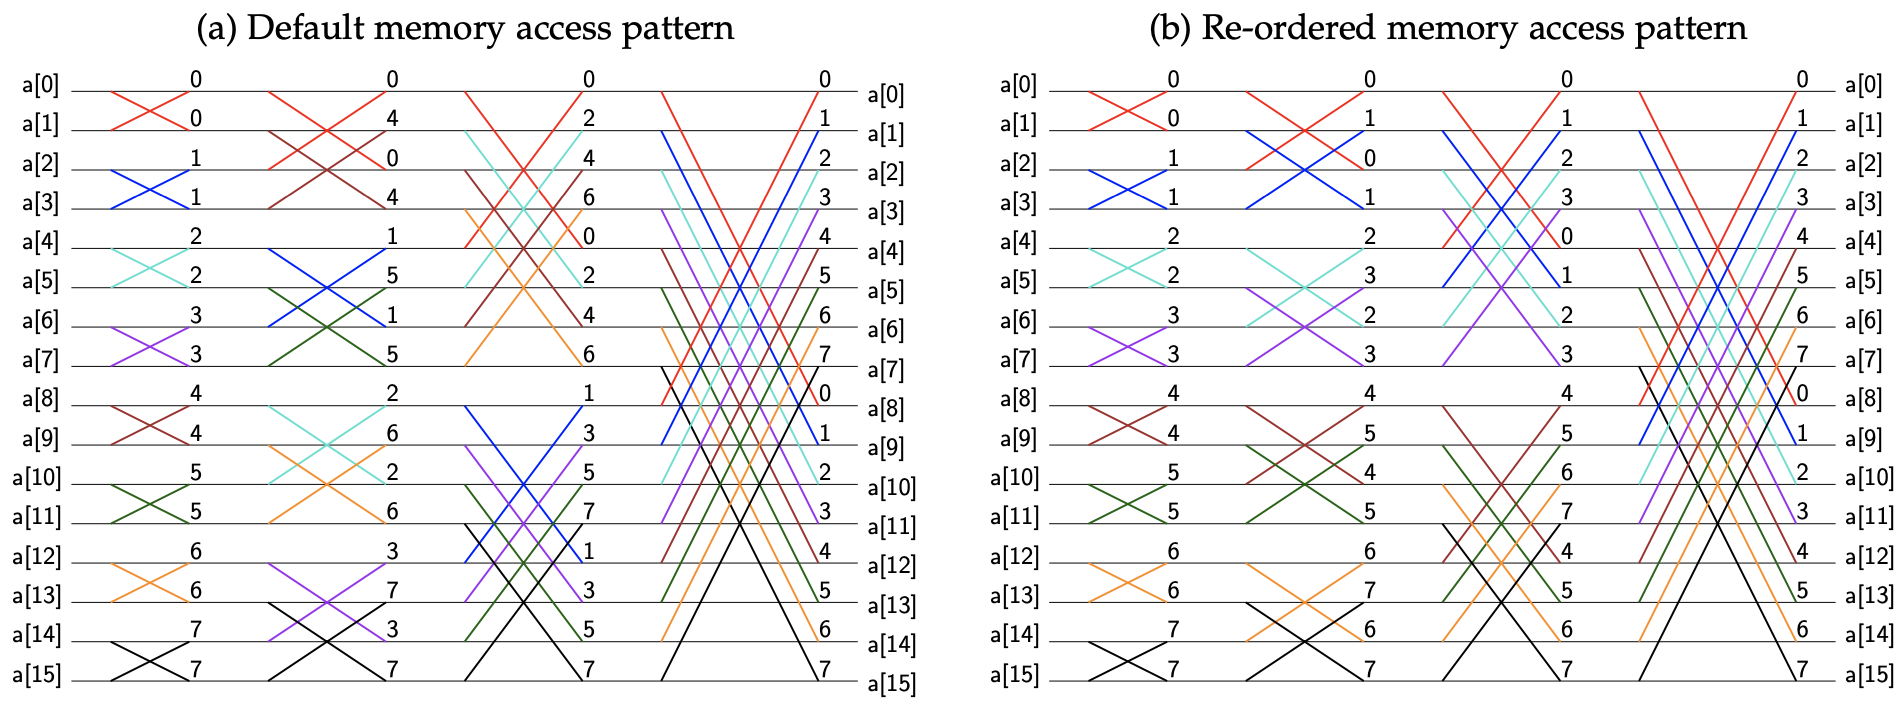 (a) Default memory access pattern
a[0] 0 0 0 0 a[0]
a[1] 0 4 2 1 a[1]
a[2] 1 0 4 2 a[2]
a[3] 1 4 6 3 a[3]
a[4] 2 1 0 4 a[4]
a[5] 2 5 2 5 a[5]
a[6] 3 1 4 6 a[6]
a[7] 3 5 6 7 a[7]
a[8] 4 2 1 0 a[8]
a[9] 4 6 3 1 a[9]
a[10] 5 2 5 2 a[10]
a[11] 5 6 7 3 a[11]
a[12] 6 3 1 4 a[12]
a[13] 6 7 3 5 a[13]
a[14] 7 3 5 6 a[14]
a[15] 7 7 7 7 a[15]
(b) Re-ordered memory access pattern
a[0] 0 0 0 0 a[0]
a[1] 0 1 1 1 a[1]
a[2] 1 0 2 2 a[2]
a[3] 1 1 3 3 a[3]
a[4] 2 2 0 4 a[4]
a[5] 2 3 1 5 a[5]
a[6] 3 2 2 6 a[6]
a[7] 3 3 3 7 a[7]
a[8] 4 4 4 0 a[8]
a[9] 4 5 5 1 a[9]
a[10] 5 4 6 2 a[10]
a[11] 5 5 7 3 a[11]
a[12] 6 6 4 4 a[12]
a[13] 6 7 5 5 a[13]
a[14] 7 6 6 6 a[14]
a[15] 7 7 7 7 a[15]